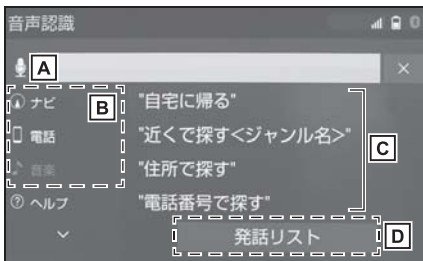 音声認識
A
ナビ B "自宅に帰る"
電話 "近くで探す<ジャンル名>"
C
音楽 "住所で探す"
ヘルプ "電話番号で探す"
発話リスト D